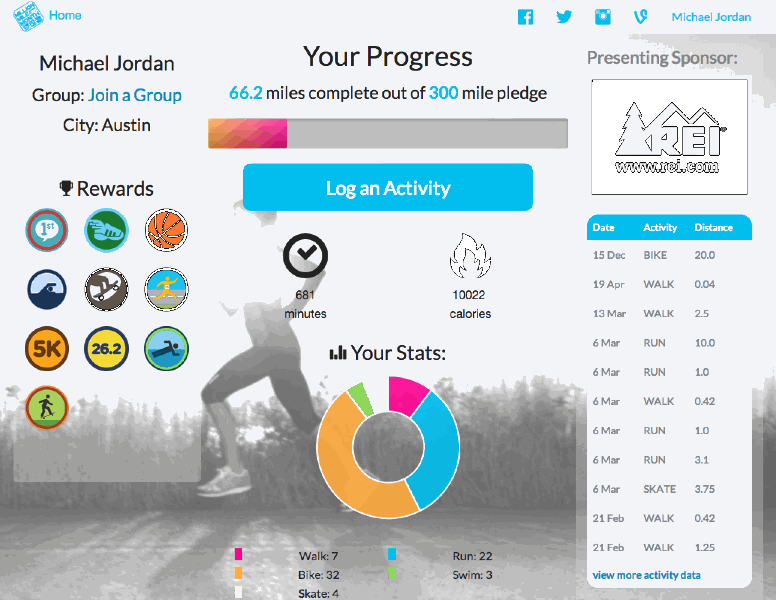 Home
Michael Jordan
Michael Jordan
Group: Join a Group
City: Austin
Rewards
1st
5K
26.2
Your Progress
66.2 miles complete out of 300 mile pledge
Log an Activity
681
minutes
10022
calories
Your Stats:
Walk: 7
Run: 22
Bike: 32
Swim: 3
Skate: 4
Presenting Sponsor:
REI
www.rei.com
Date Activity Distance
15 Dec BIKE 20.0
19 Apr WALK 0.04
13 Mar WALK 2.5
6 Mar RUN 10.0
6 Mar RUN 1.0
6 Mar WALK 0.42
6 Mar RUN 1.0
6 Mar RUN 3.1
6 Mar SKATE 3.75
21 Feb WALK 0.42
21 Feb WALK 1.25
view more activity data